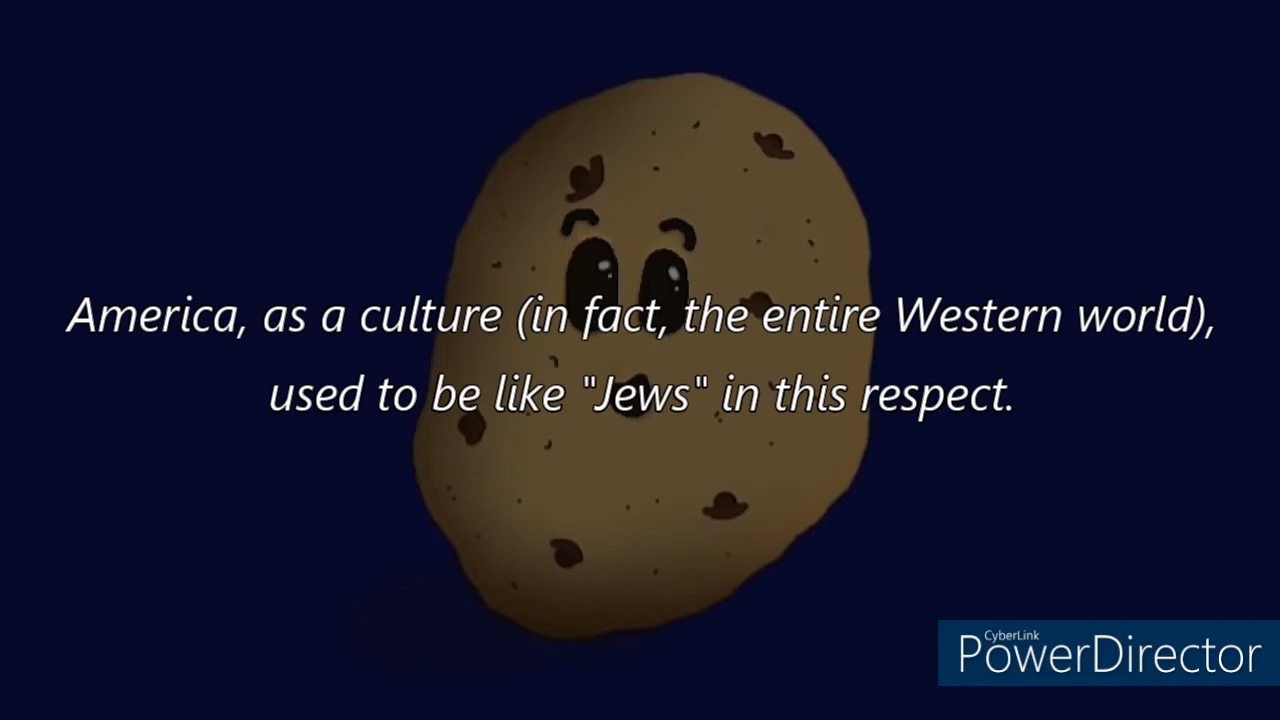 America, as a culture (in fact, the entire Western world),
used to be like "Jews" in this respect.
CyberLink
PowerDirector